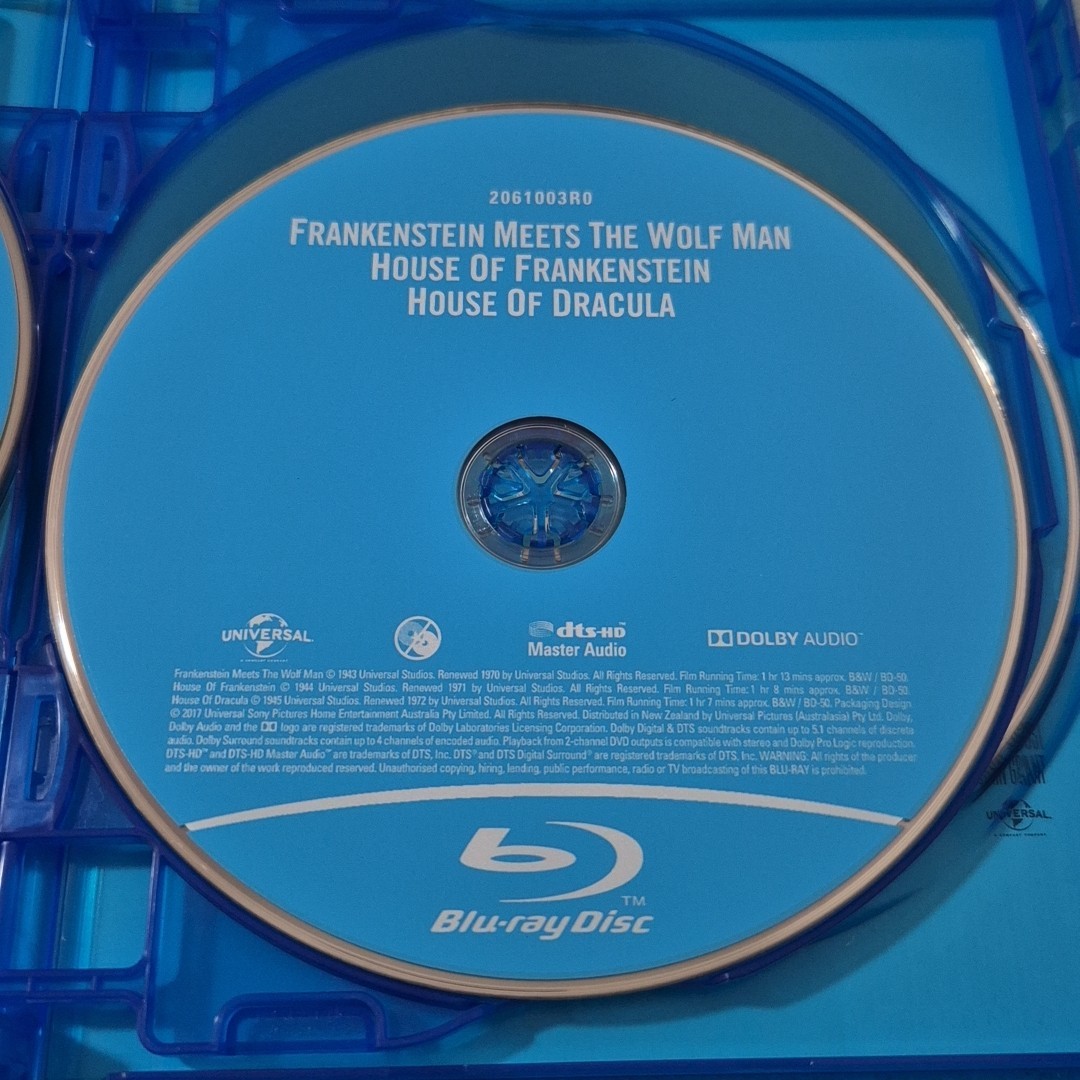 2061003R0
FRANKENSTEIN MEETS THE WOLF MAN
HOUSE OF FRANKENSTEIN
HOUSE OF DRACULA
UNIVERSAL
A COMCAST COMPANY
dts-HD™
Master Audio
DOLBY AUDIO™
Frankenstein Meets The Wolf Man © 1943 Universal Studios. Renewed 1970 by Universal Studios. All Rights Reserved. Film Running Time: 1 hr 13 mins approx. B&W / BD-50.
House Of Frankenstein © 1944 Universal Studios. Renewed 1971 by Universal Studios. All Rights Reserved. Film Running Time: 1 hr 8 mins approx. B&W / BD-50.
House Of Dracula © 1945 Universal Studios. Renewed 1972 by Universal Studios. All Rights Reserved. Film Running Time: 1 hr 7 mins approx. B&W / BD-50. Packaging Design
© 2017 Universal Sony Pictures Home Entertainment Australia Pty Limited. All Rights Reserved. Distributed in New Zealand by Universal Pictures (Australasia) Pty Ltd. Dolby,
Dolby Audio and the DD logo are registered trademarks of Dolby Laboratories Licensing Corporation. Dolby Digital & DTS soundtracks contain up to 5.1 channels of discrete
audio. Dolby Surround soundtracks contain up to 4 channels of encoded audio. Playback from 2-channel DVD outputs is compatible with stereo and Dolby Pro Logic reproduction.
DTS-HD™ and DTS-HD Master Audio™ are trademarks of DTS, Inc. DTS® and DTS Digital Surround® are registered trademarks of DTS, Inc. WARNING: All rights of the producer
and the owner of the work reproduced reserved. Unauthorised copying, hiring, lending, public performance, radio or TV broadcasting of this BLU-RAY is prohibited.
UNIVERSAL
TM
Blu-ray Disc